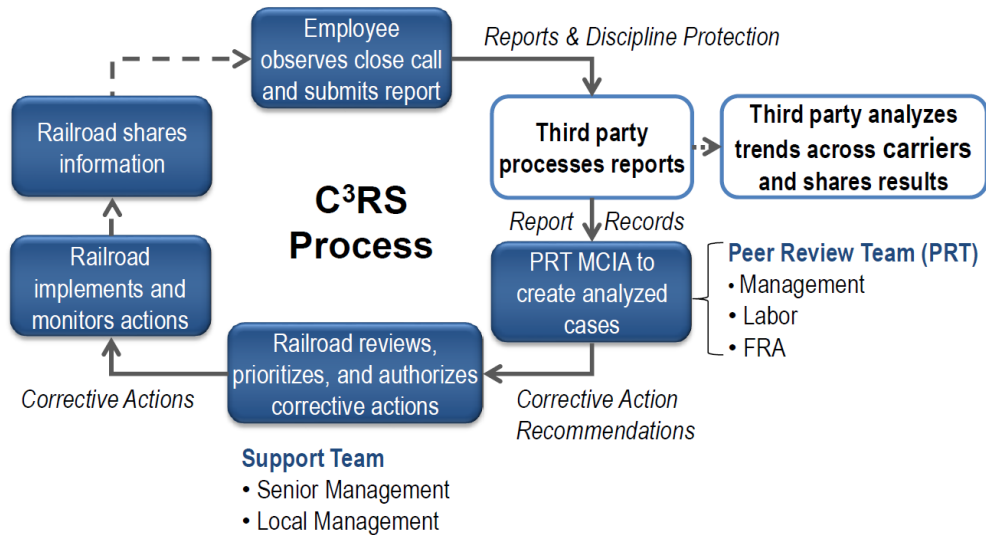 Employee
observes close call
and submits report
Reports & Discipline Protection
Third party
processes reports
Third party analyzes
trends across carriers
and shares results
Railroad shares
information
C³RS
Process
Report Records
PRT MCIA to
create analyzed
cases
Peer Review Team (PRT)
• Management
• Labor
• FRA
Railroad
implements and
monitors actions
Railroad reviews,
prioritizes, and authorizes
corrective actions
Corrective Actions
Corrective Action
Recommendations
Support Team
• Senior Management
• Local Management